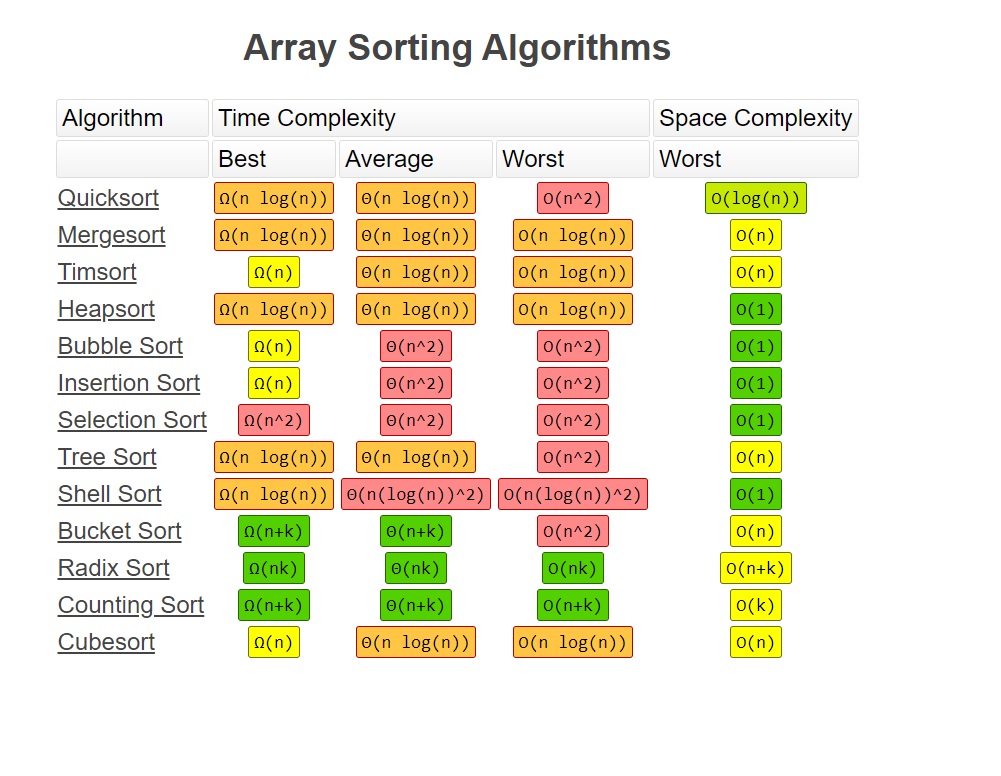 Array Sorting Algorithms
Algorithm Time Complexity Space Complexity
Best Average Worst Worst
Quicksort Ω(n log(n)) Θ(n log(n)) O(n^2) O(log(n))
Mergesort Ω(n log(n)) Θ(n log(n)) O(n log(n)) O(n)
Timsort Ω(n) Θ(n log(n)) O(n log(n)) O(n)
Heapsort Ω(n log(n)) Θ(n log(n)) O(n log(n)) O(1)
Bubble Sort Ω(n) Θ(n^2) O(n^2) O(1)
Insertion Sort Ω(n) Θ(n^2) O(n^2) O(1)
Selection Sort Ω(n^2) Θ(n^2) O(n^2) O(1)
Tree Sort Ω(n log(n)) Θ(n log(n)) O(n^2) O(n)
Shell Sort Ω(n log(n)) Θ(n(log(n))^2) O(n(log(n))^2) O(1)
Bucket Sort Ω(n+k) Θ(n+k) O(n^2) O(n)
Radix Sort Ω(nk) Θ(nk) O(nk) O(n+k)
Counting Sort Ω(n+k) Θ(n+k) O(n+k) O(k)
Cubesort Ω(n) Θ(n log(n)) O(n log(n)) O(n)